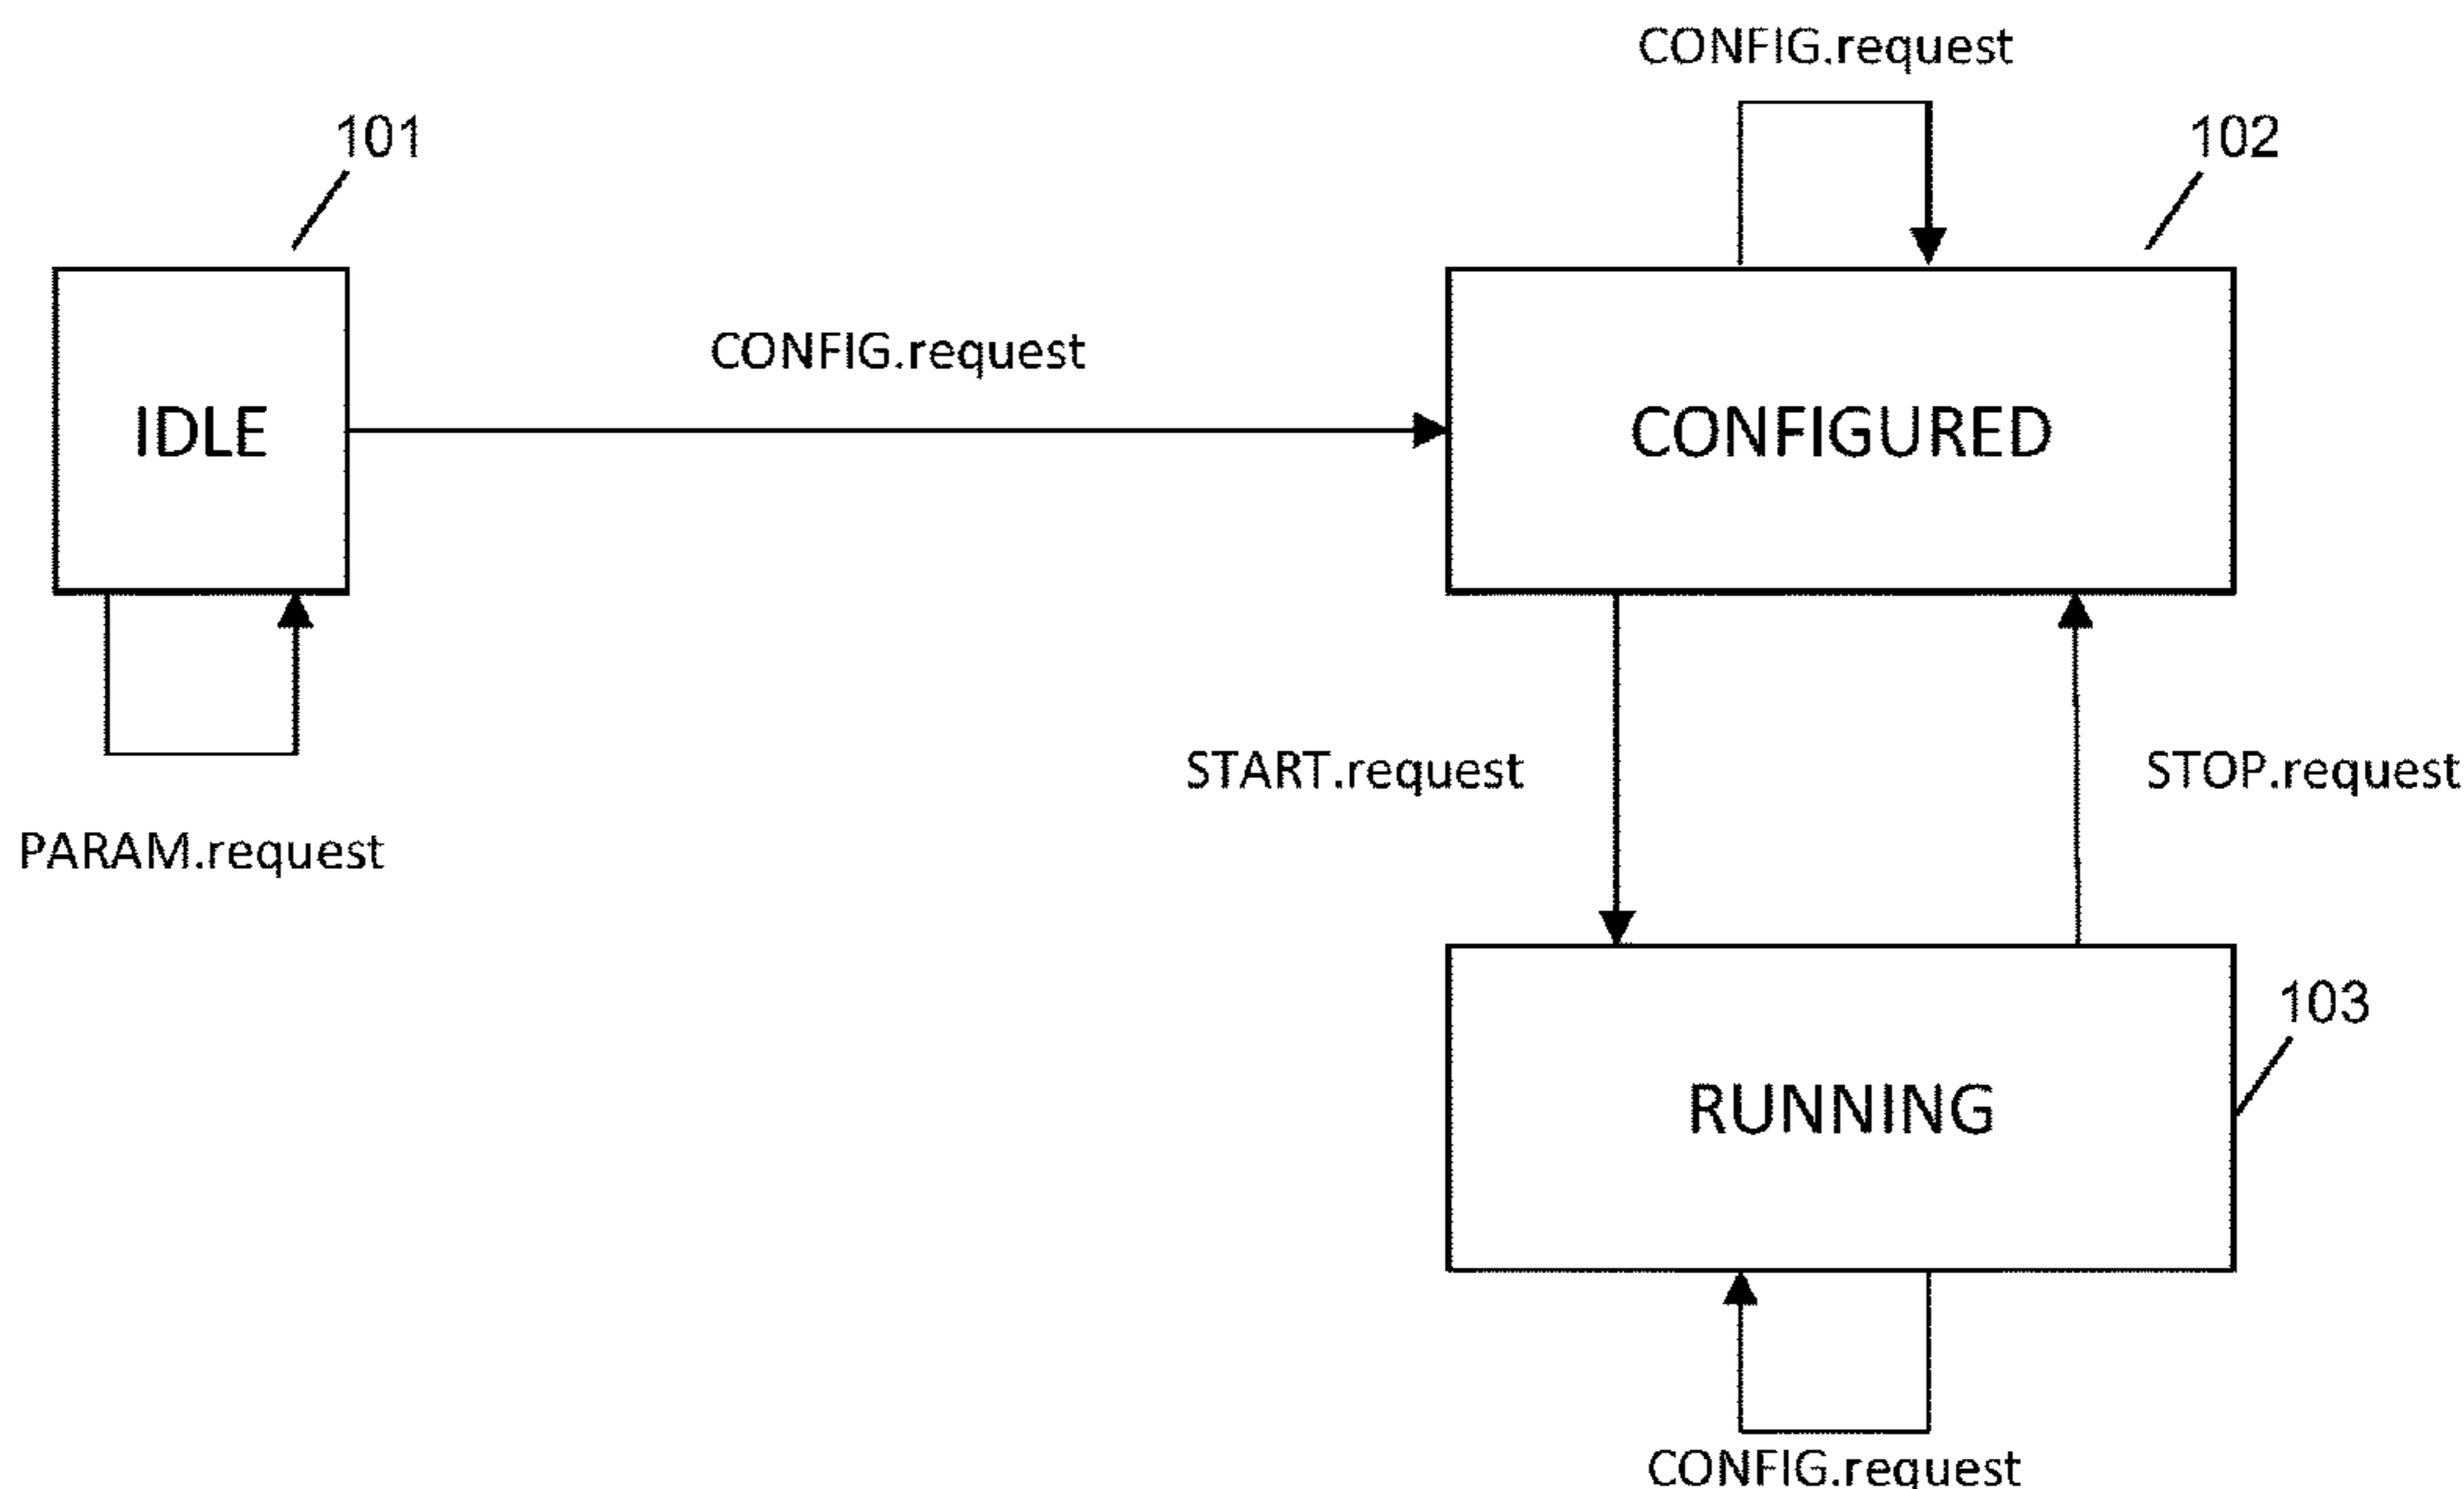 CONFIG.request
101
102
CONFIG.request
IDLE
CONFIGURED
START.request
STOP.request
PARAM.request
103
RUNNING
CONFIG.request